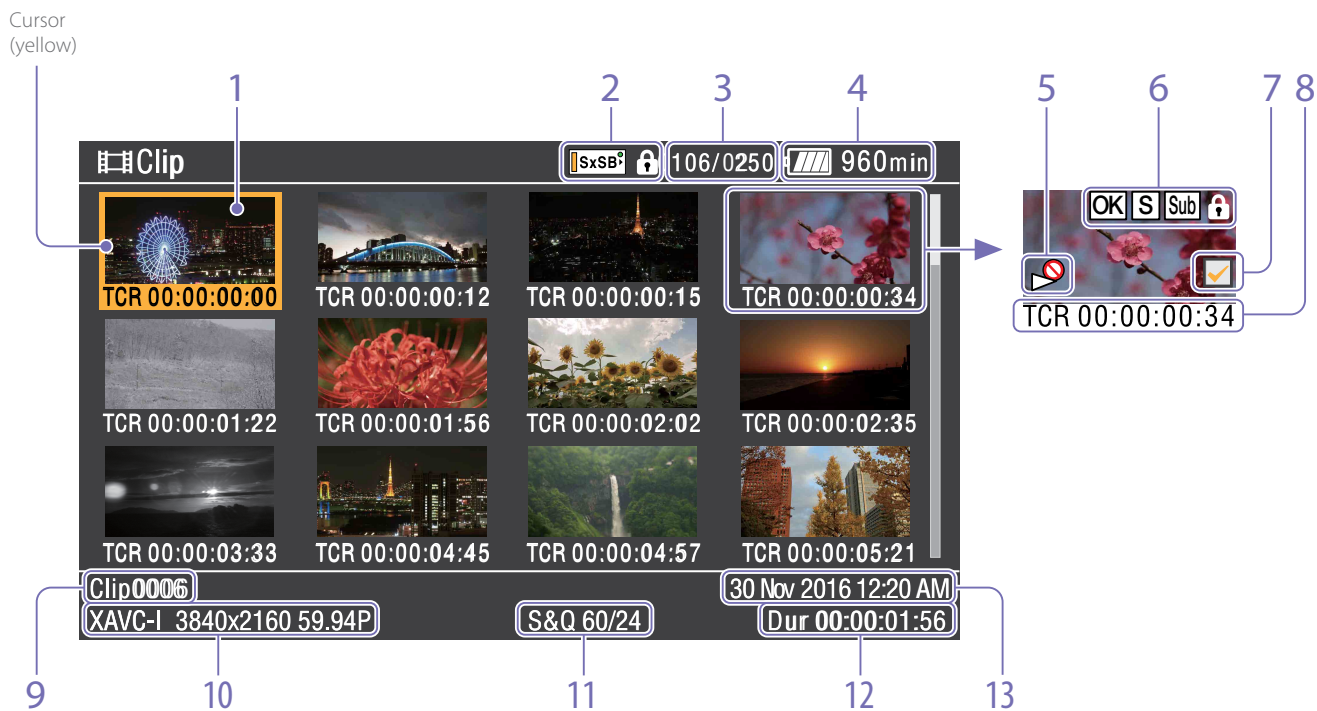 Cursor
(yellow)
1
2
3
4
5
6
7
8
Clip
SxSB
106/0250
960min
OK S Sub
TCR 00:00:00:00
TCR 00:00:00:12
TCR 00:00:00:15
TCR 00:00:00:34
TCR 00:00:00:34
TCR 00:00:01:22
TCR 00:00:01:56
TCR 00:00:02:02
TCR 00:00:02:35
TCR 00:00:03:33
TCR 00:00:04:45
TCR 00:00:04:57
TCR 00:00:05:21
Clip0006
30 Nov 2016 12:20 AM
XAVC-I 3840x2160 59.94P
S&Q 60/24
Dur 00:00:01:56
9
10
11
12
13